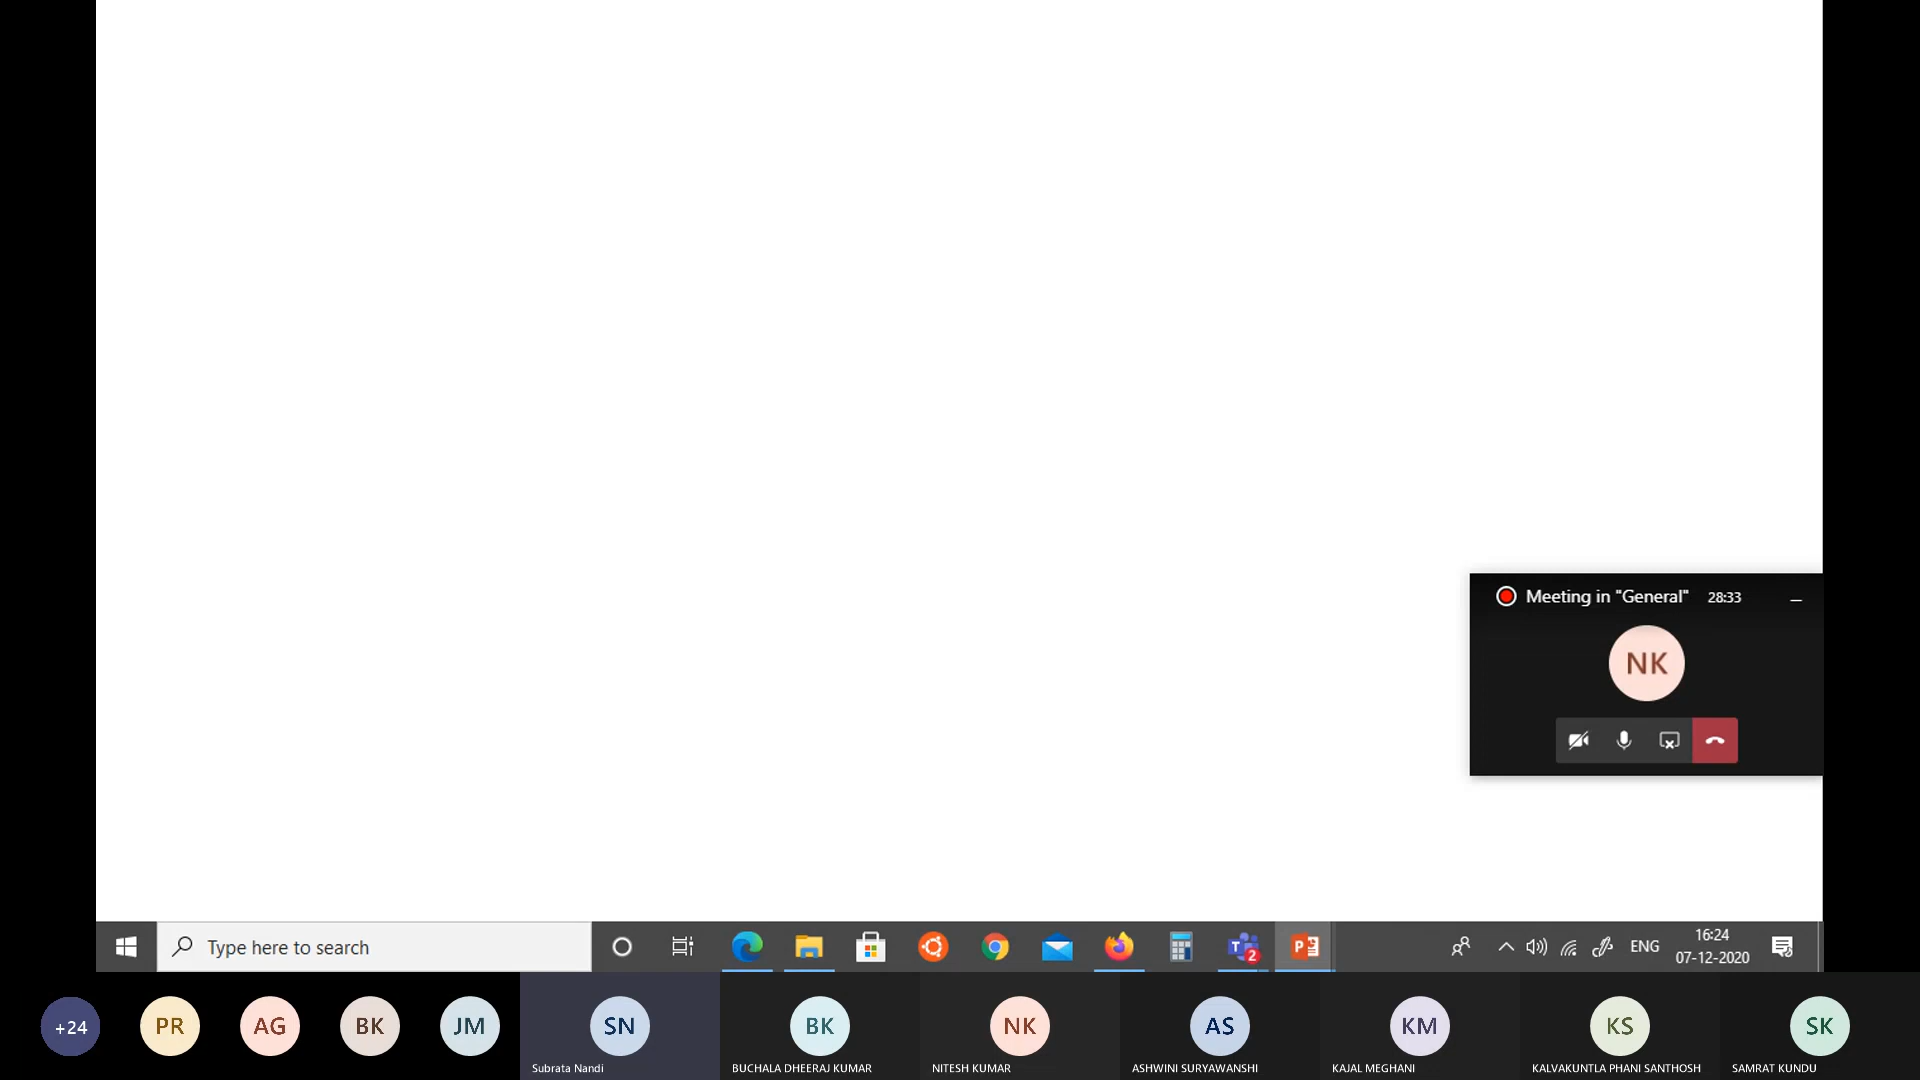 Meeting in "General" 28:33
NK
Type here to search
T 2
P
ENG
16:24
07-12-2020
+24
PR
AG
BK
JM
SN
BK
NK
AS
KM
KS
SK
Subrata Nandi
BUCHALA DHEERAJ KUMAR
NITESH KUMAR
ASHWINI SURYAWANSHI
KAJAL MEGHANI
KALVAKUNTLA PHANI SANTHOSH
SAMRAT KUNDU